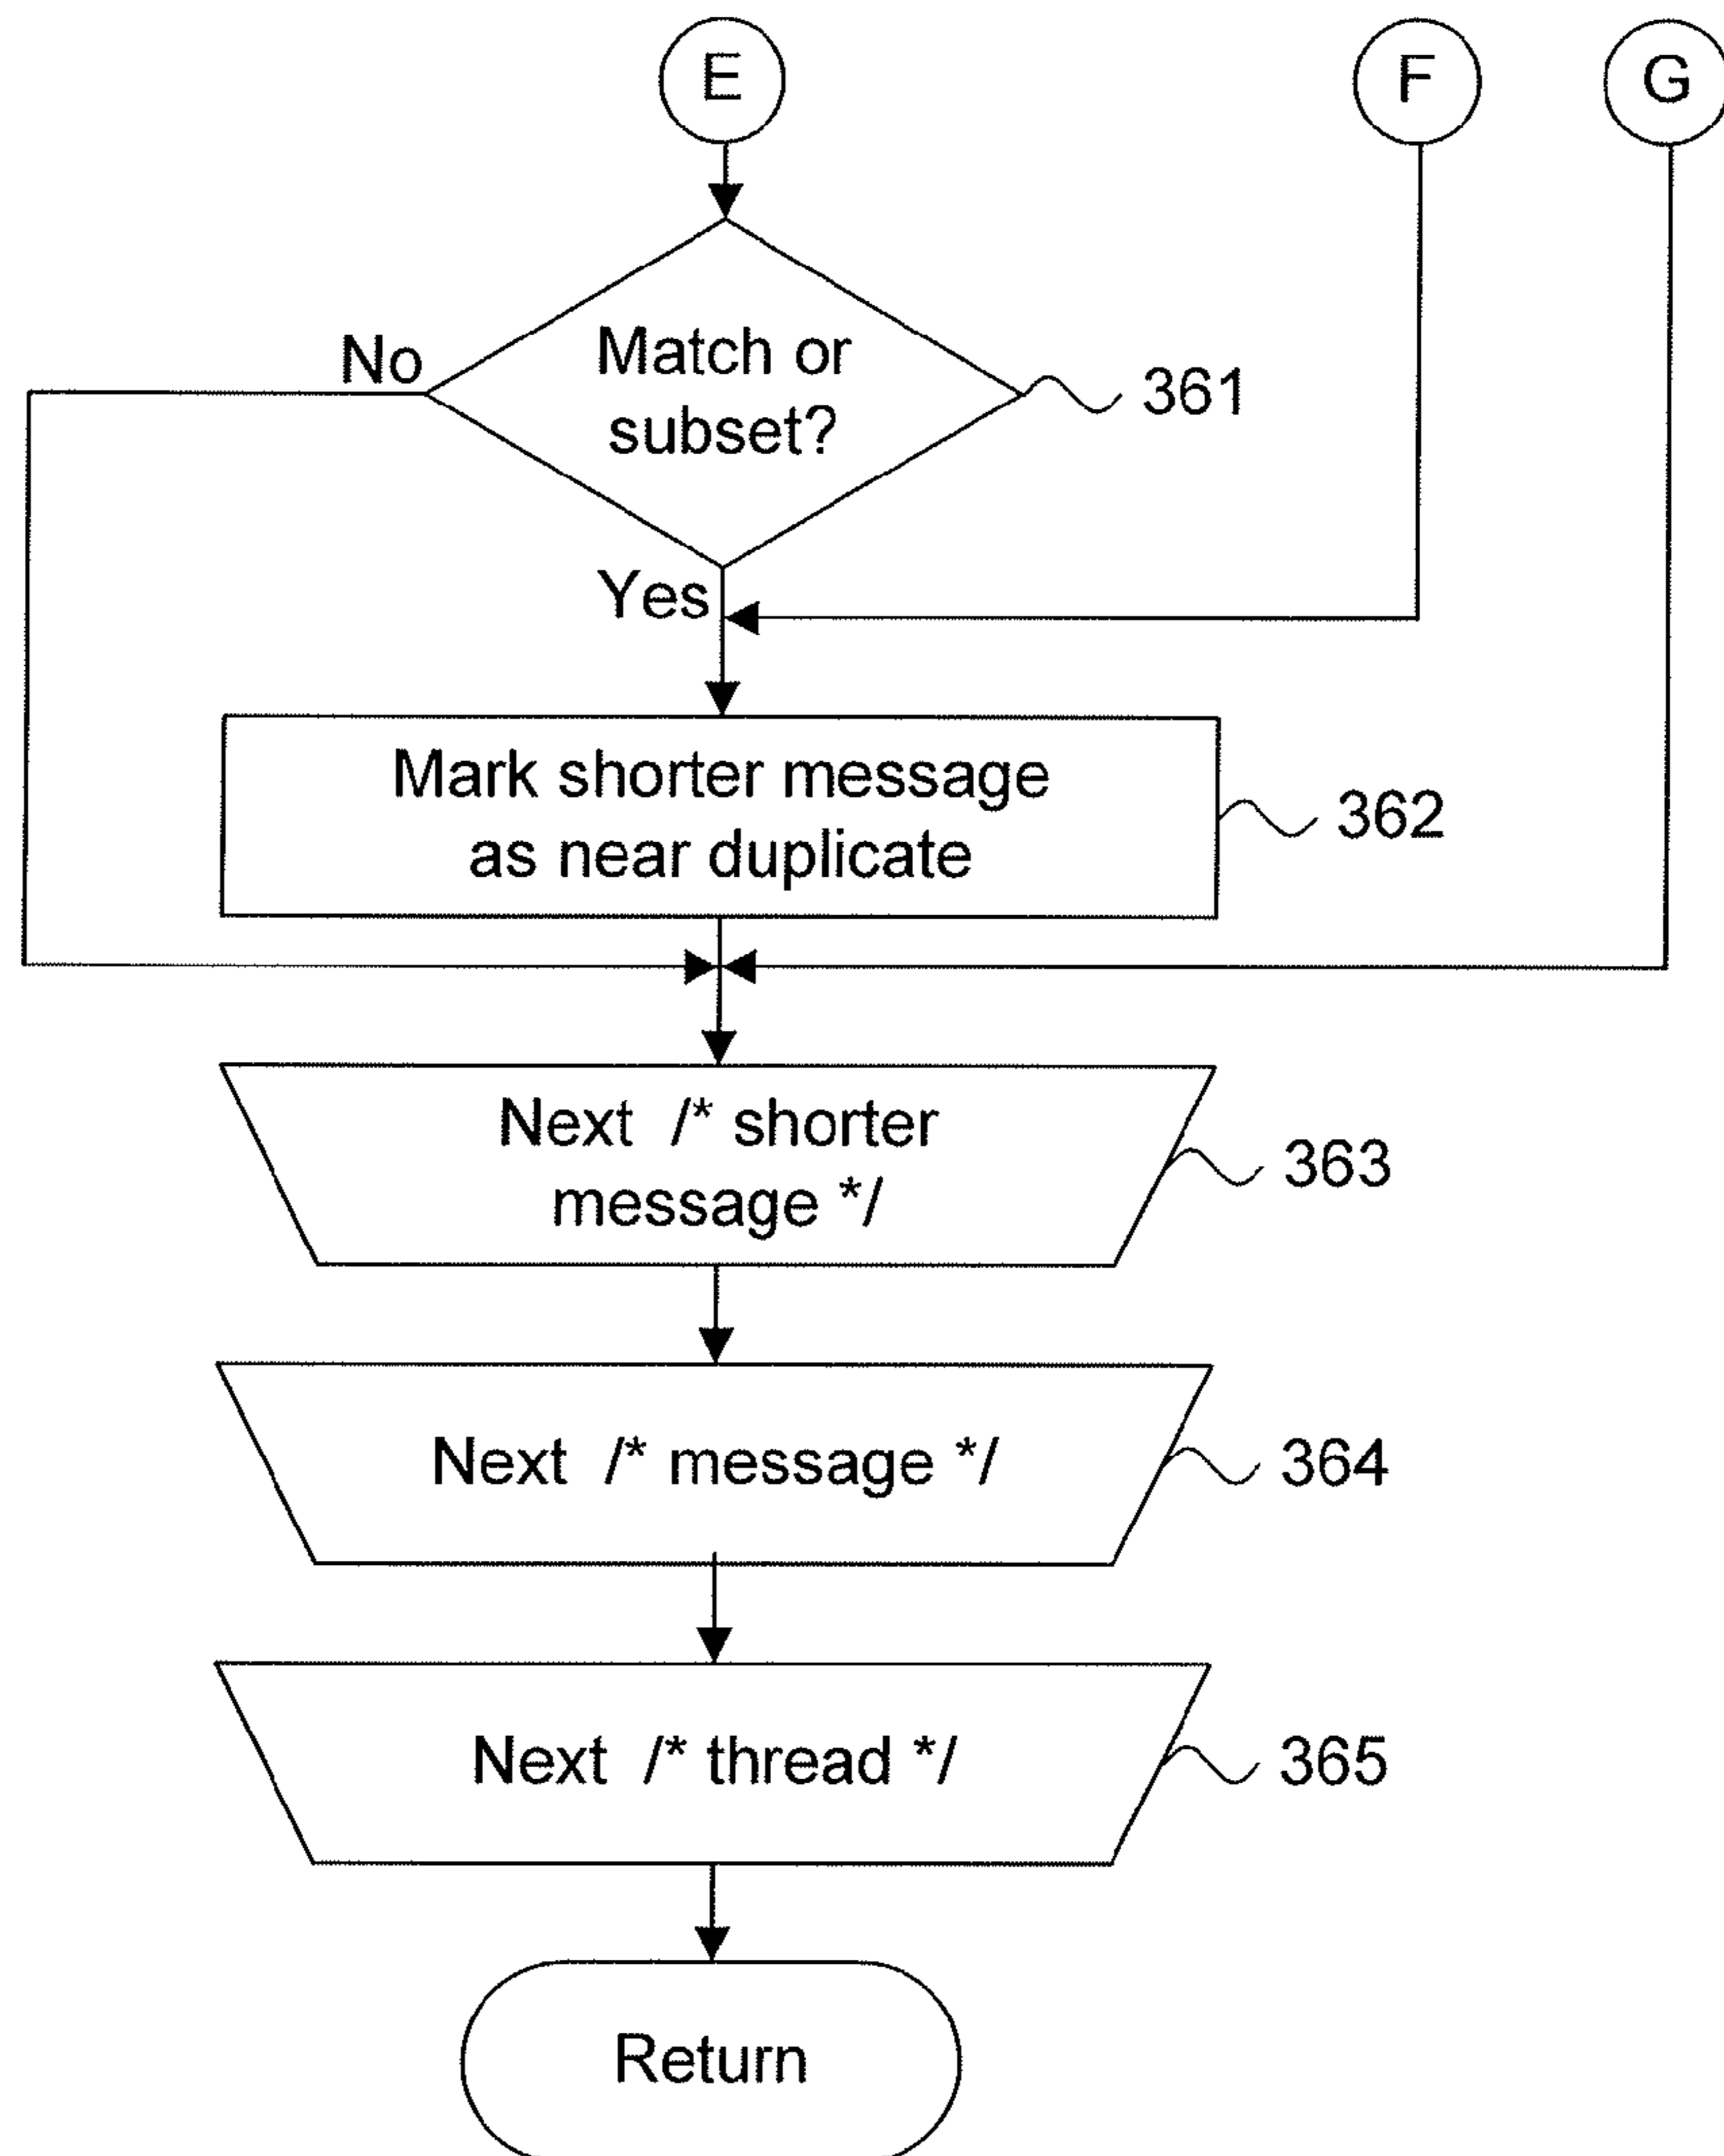 E
F
G
Match or
subset?
No
361
Yes
Mark shorter message
as near duplicate
362
Next /* shorter
message */
363
Next /* message */
364
Next /* thread */
365
Return